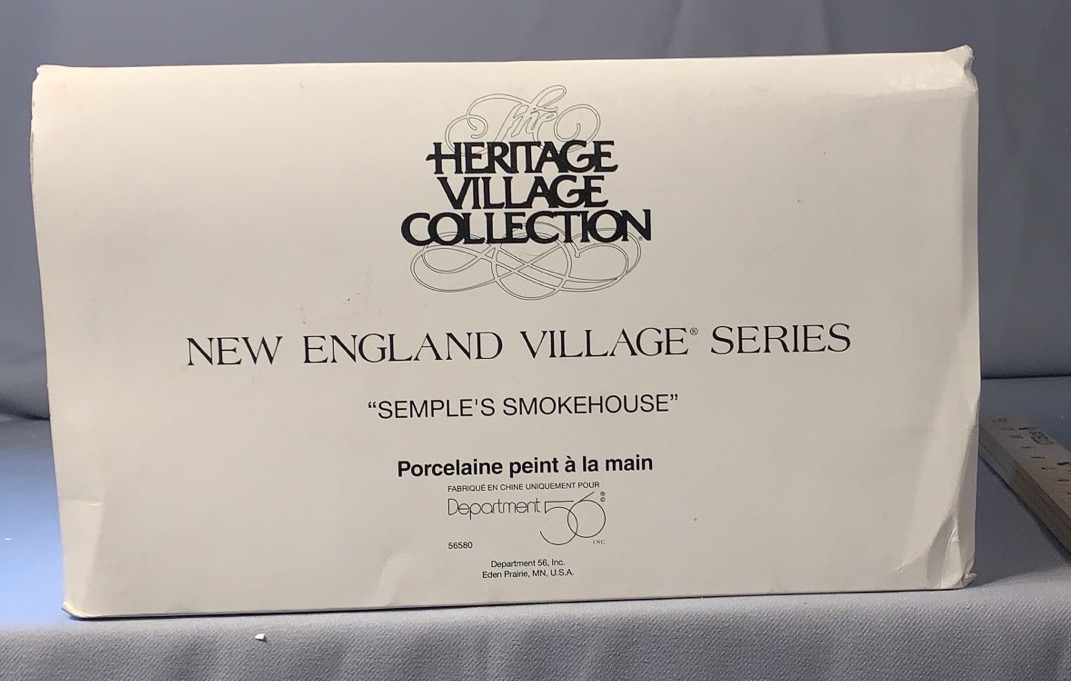 The
HERITAGE
VILLAGE
COLLECTION®
NEW ENGLAND VILLAGE® SERIES
“SEMPLE'S SMOKEHOUSE”
Porcelaine peint à la main
FABRIQUÉ EN CHINE UNIQUEMENT POUR
Department 56 ®©
INC.
56580
Department 56, Inc.
Eden Prairie, MN, U.S.A.